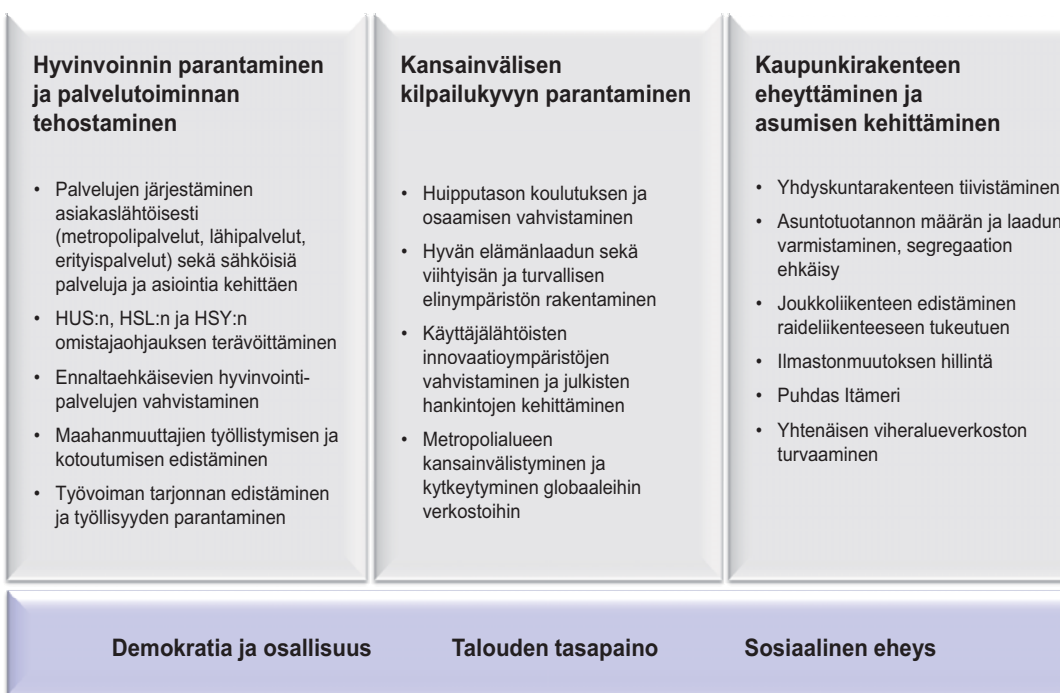 Hyvinvoinnin parantaminen
ja palvelutoiminnan
tehostaminen
• Palvelujen järjestäminen
asiakaslähtöisesti
(metropolipalvelut, lähipalvelut,
erityispalvelut) sekä sähköisiä
palveluja ja asiointia kehittäen
• HUS:n, HSL:n ja HSY:n
omistajaohjauksen terävöittäminen
• Ennaltaehkäisevien hyvinvointi-
palvelujen vahvistaminen
• Maahanmuuttajien työllistymisen ja
kotoutumisen edistäminen
• Työvoiman tarjonnan edistäminen
ja työllisyyden parantaminen
Kansainvälisen
kilpailukyvyn parantaminen
• Huipputason koulutuksen ja
osaamisen vahvistaminen
• Hyvän elämänlaadun sekä
viihtyisän ja turvallisen
elinympäristön rakentaminen
• Käyttäjälähtöisten
innovaatioympäristöjen
vahvistaminen ja julkisten
hankintojen kehittäminen
• Metropolialueen
kansainvälistyminen ja
kytkeytyminen globaaleihin
verkostoihin
Kaupunkirakenteen
eheyttäminen ja
asumisen kehittäminen
• Yhdyskuntarakenteen tiivistäminen
• Asuntotuotannon määrän ja laadun
varmistaminen, segregaation
ehkäisy
• Joukkoliikenteen edistäminen
raideliikenteeseen tukeutuen
• Ilmastonmuutoksen hillintä
• Puhdas Itämeri
• Yhtenäisen viheralueverkoston
turvaaminen
Demokratia ja osallisuus Talouden tasapaino Sosiaalinen eheys